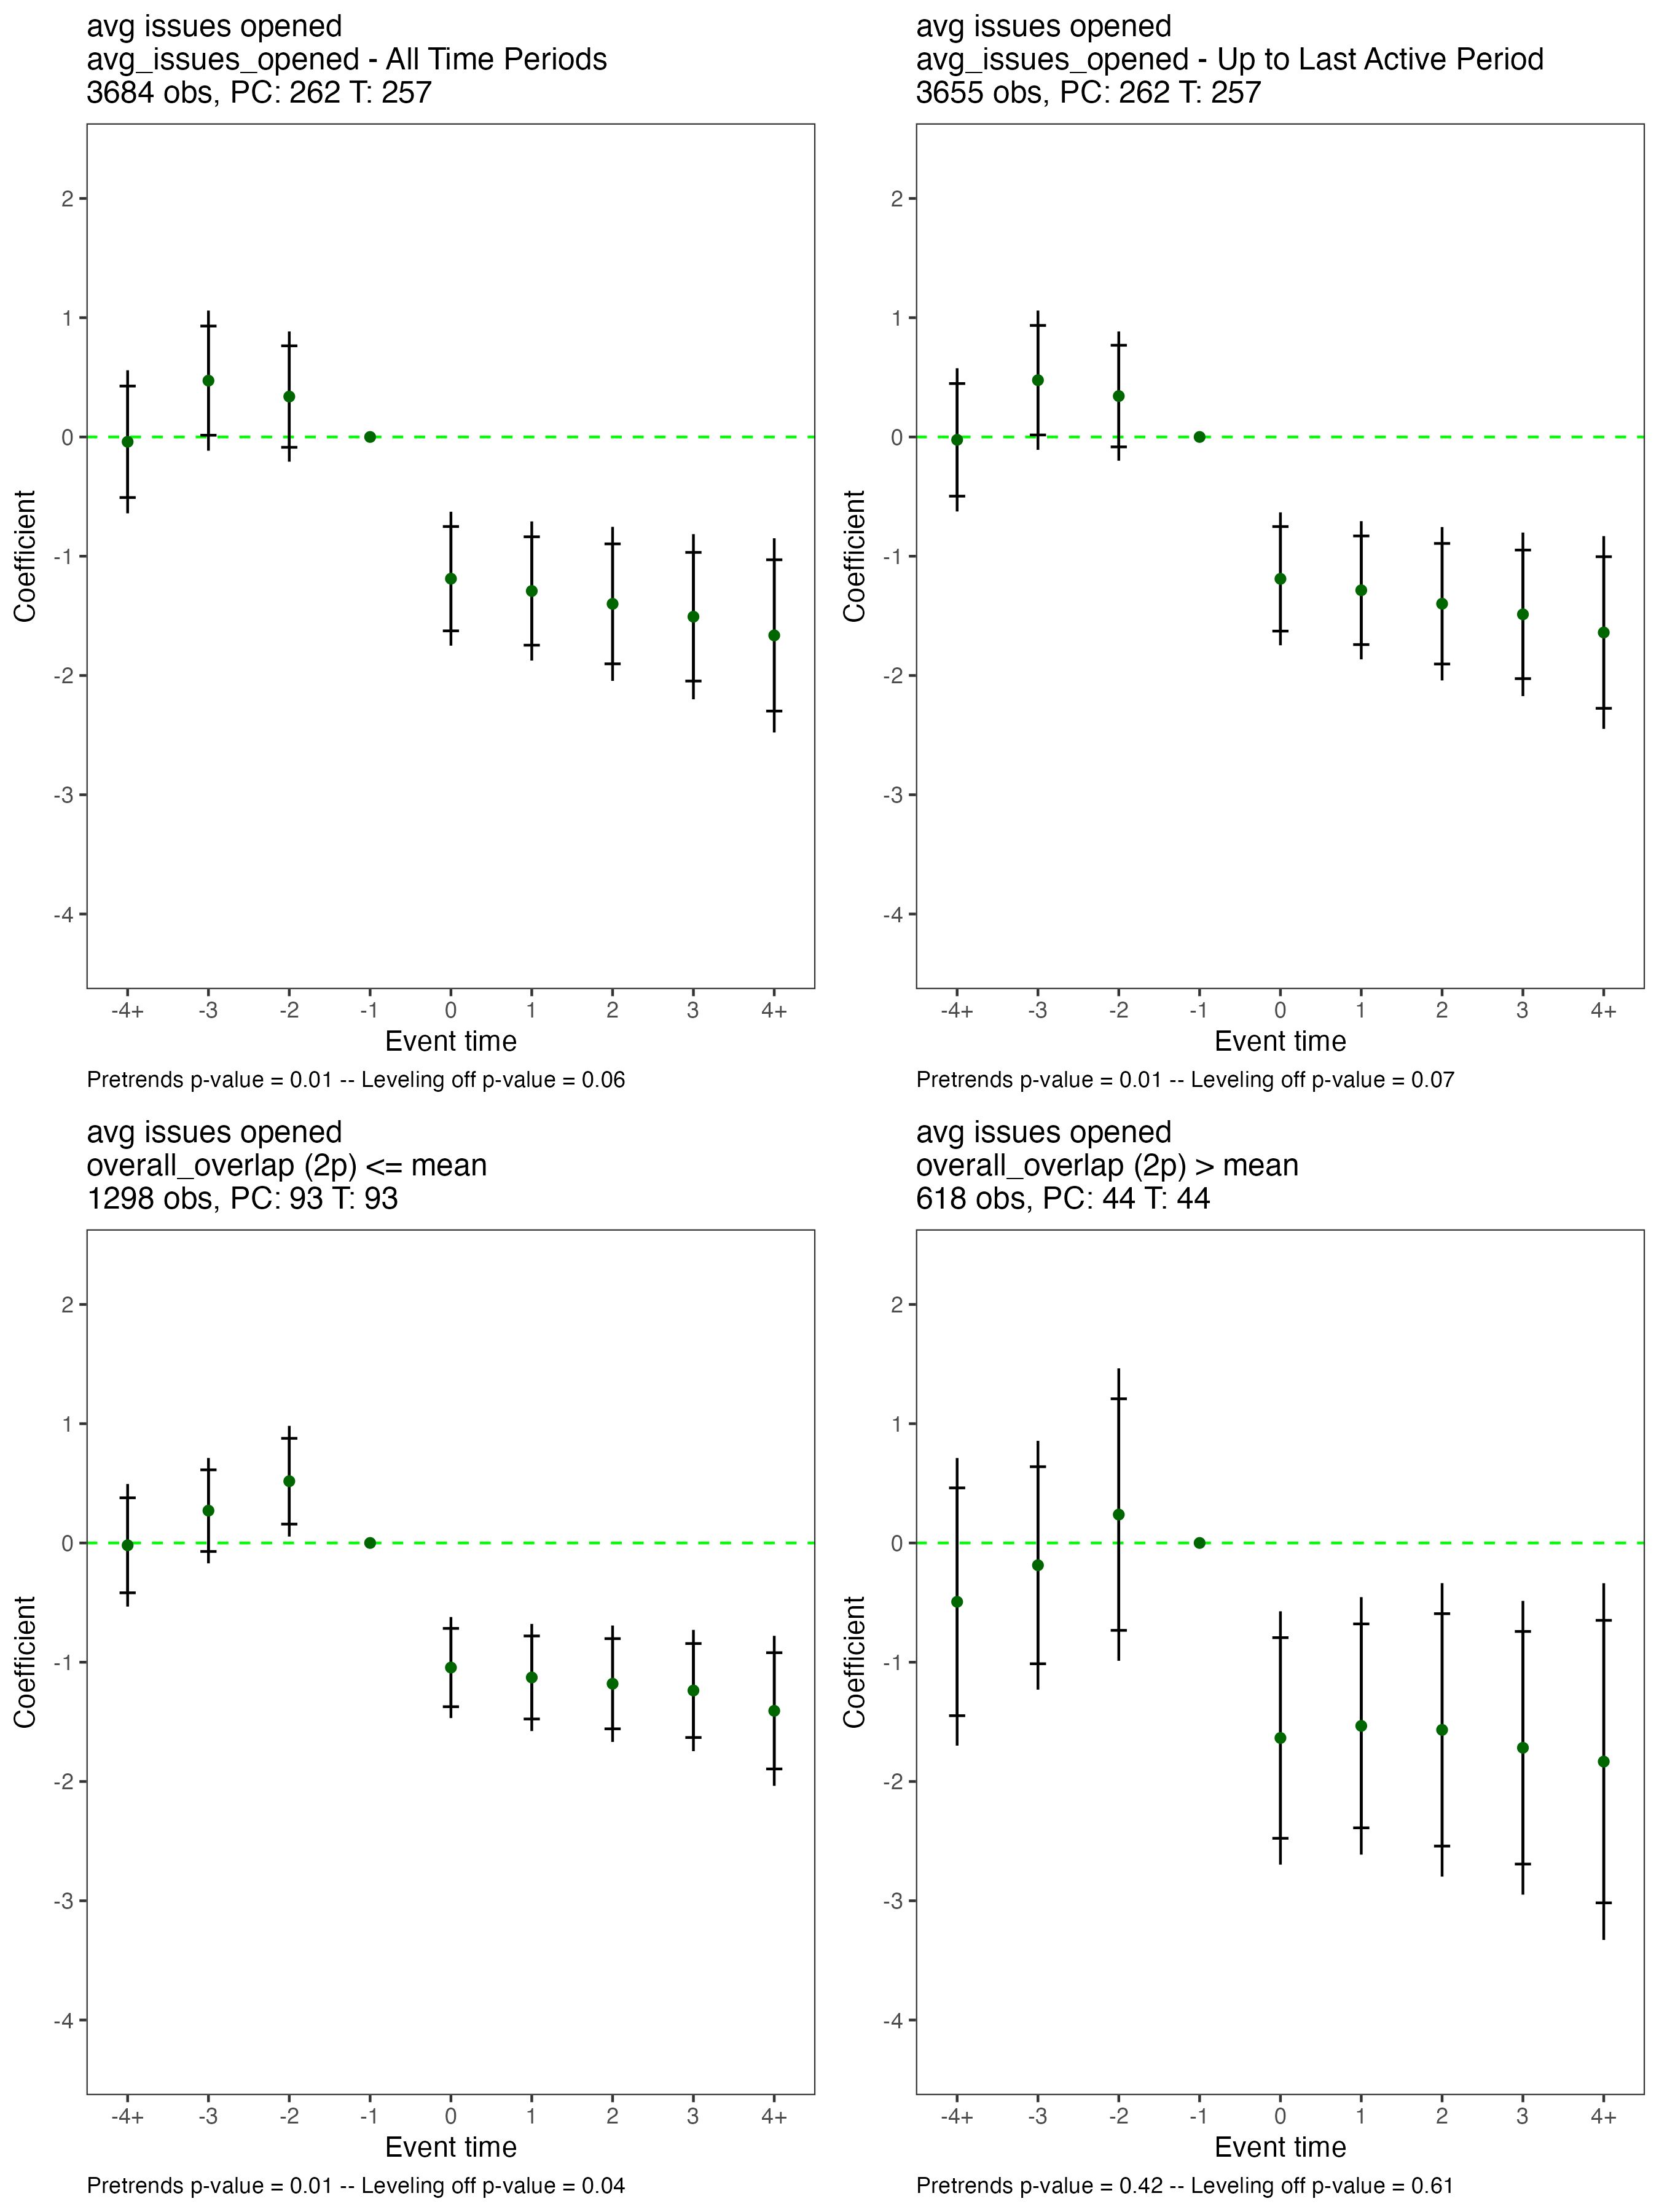 avg issues opened
avg_issues_opened - All Time Periods
3684 obs, PC: 262 T: 257
2
1
0
-1
-2
-3
-4
Coefficient
-4+ -3 -2 -1 0 1 2 3 4+
Event time
Pretrends p-value = 0.01 -- Leveling off p-value = 0.06
avg issues opened
avg_issues_opened - Up to Last Active Period
3655 obs, PC: 262 T: 257
2
1
0
-1
-2
-3
-4
Coefficient
-4+ -3 -2 -1 0 1 2 3 4+
Event time
Pretrends p-value = 0.01 -- Leveling off p-value = 0.07
avg issues opened
overall_overlap (2p) <= mean
1298 obs, PC: 93 T: 93
2
1
0
-1
-2
-3
-4
Coefficient
-4+ -3 -2 -1 0 1 2 3 4+
Event time
Pretrends p-value = 0.01 -- Leveling off p-value = 0.04
avg issues opened
overall_overlap (2p) > mean
618 obs, PC: 44 T: 44
2
1
0
-1
-2
-3
-4
Coefficient
-4+ -3 -2 -1 0 1 2 3 4+
Event time
Pretrends p-value = 0.42 -- Leveling off p-value = 0.61